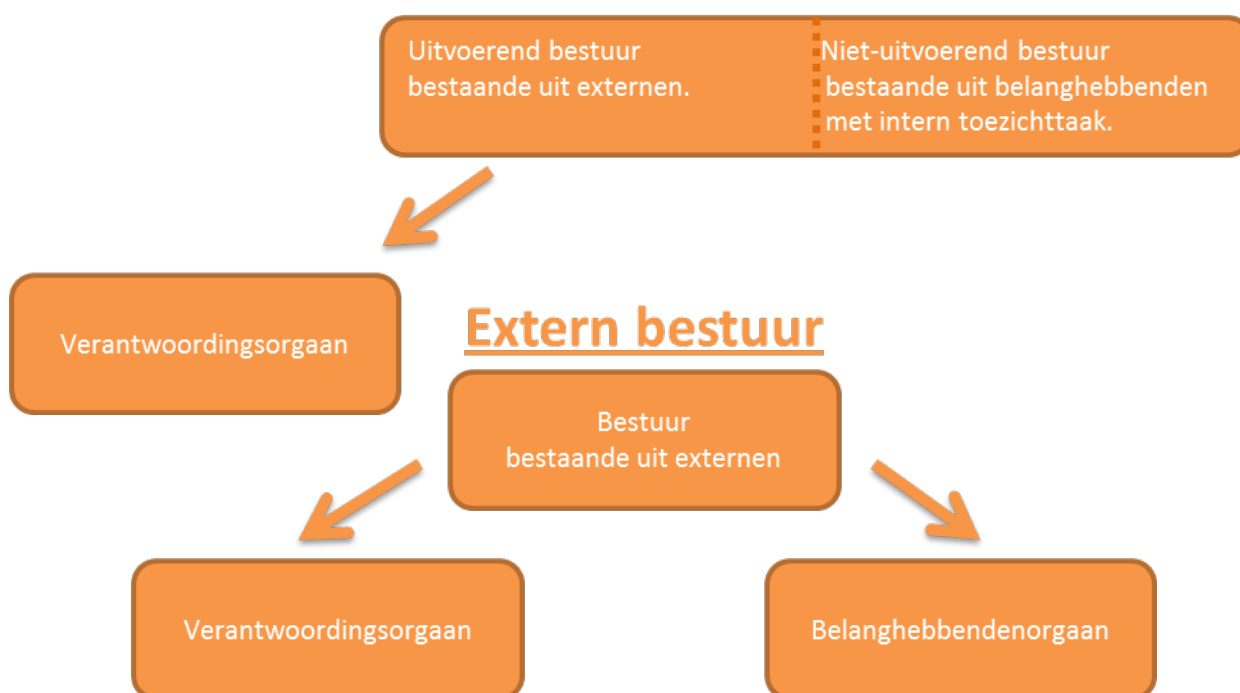 Uitvoerend bestuur
bestaande uit externen.
Niet-uitvoerend bestuur
bestaande uit belanghebbenden
met intern toezichttaak.
Verantwoordingsorgaan
Extern bestuur
Bestuur
bestaande uit externen
Verantwoordingsorgaan
Belanghebbendenorgaan